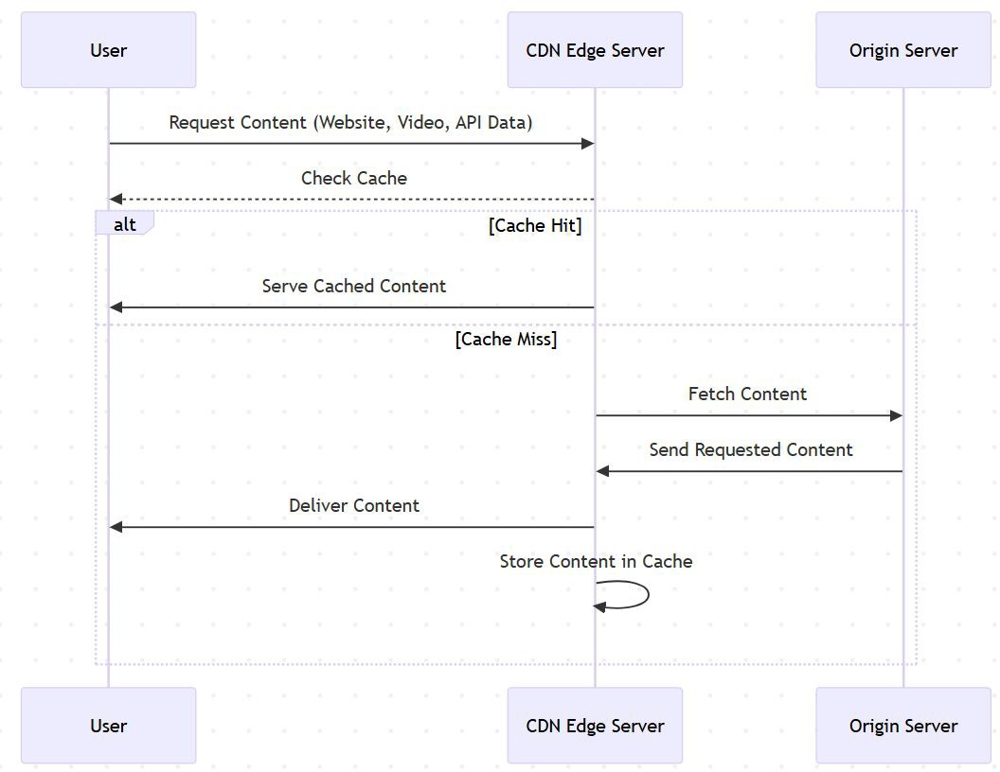 User
CDN Edge Server
Origin Server
Request Content (Website, Video, API Data)
Check Cache
alt
[Cache Hit]
Serve Cached Content
[Cache Miss]
Fetch Content
Send Requested Content
Deliver Content
Store Content in Cache
User
CDN Edge Server
Origin Server